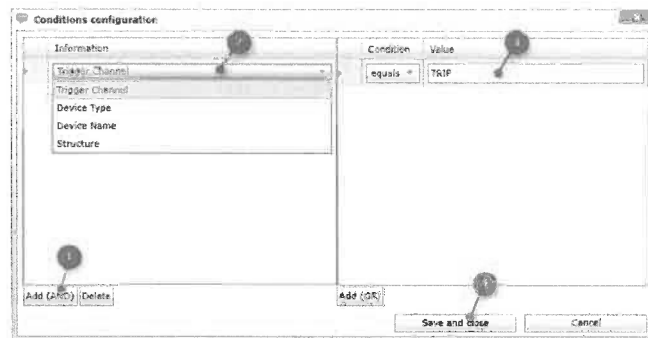 Conditions configuration
Information
Condition Value
Trigger Channel
equals TRIP
Trigger Channel
Device Type
Device Name
Structure
Add (AND) Delete
Add (OR)
Save and close Cancel